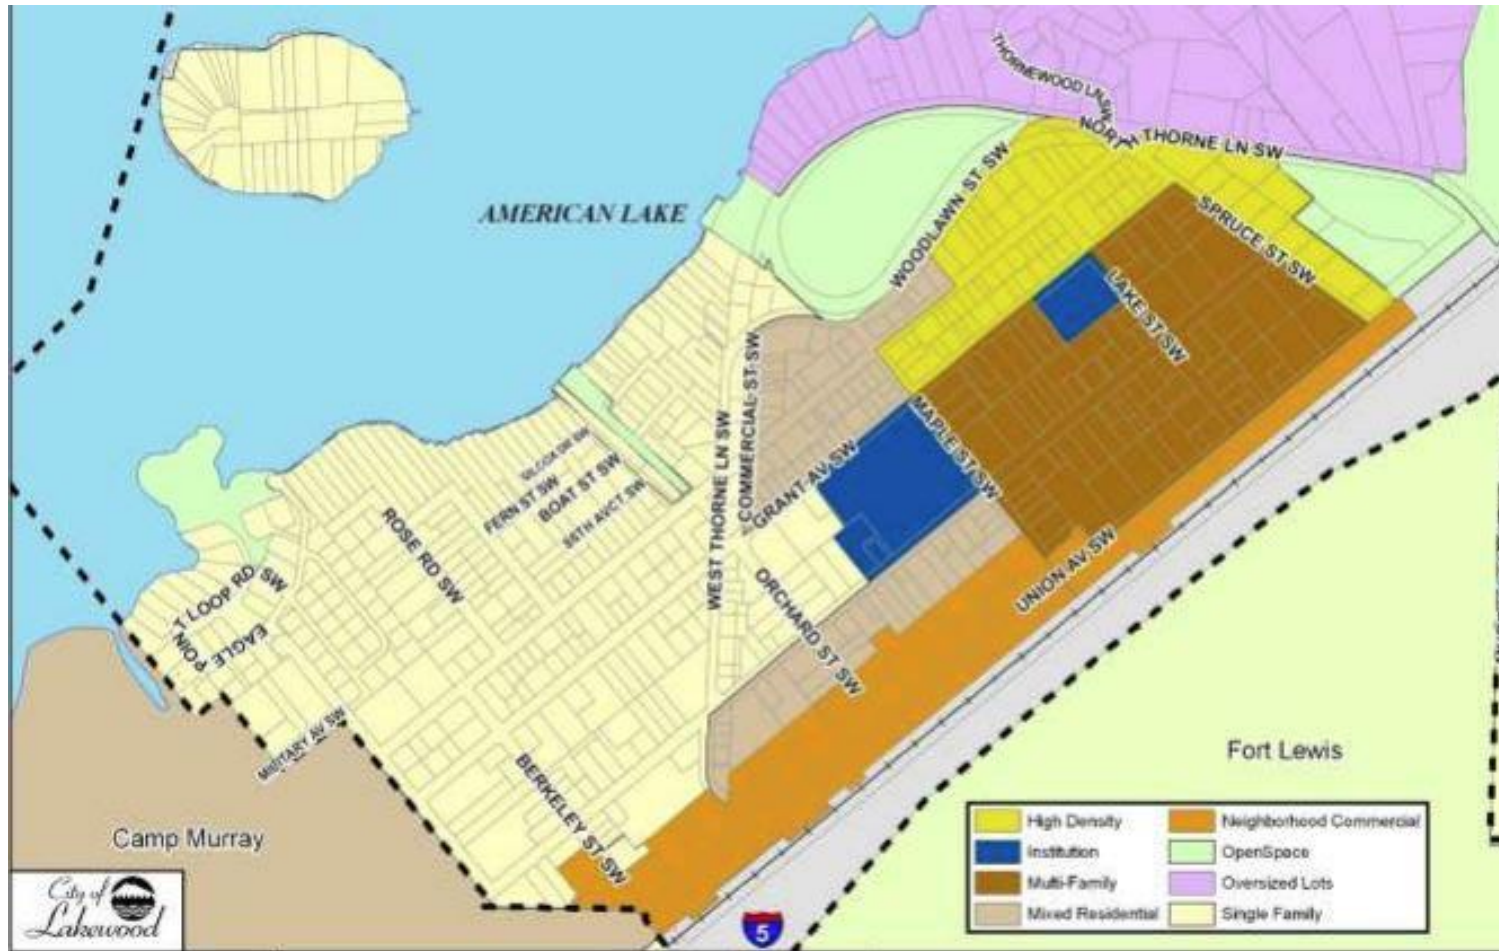 THORNEWOOD LN SW
NORTH THORNE LN SW
AMERICAN LAKE
WOODLAWN ST SW
SPRUCE ST SW
LAKE ST SW
COMMERCIAL ST SW
WEST THORNE LN SW
MAPLE ST SW
GRANT AV SW
FERN ST SW
BOAT ST SW
55TH AVCT SW
ROSE RD SW
UNION AV SW
ORCHARD ST SW
EAGLE POINT LOOP RD SW
MILITARY AV SW
BERKELEY ST SW
Fort Lewis
Camp Murray
High Density
Neighborhood Commercial
Institution
OpenSpace
Multi-Family
Oversized Lots
Mixed Residential
Single Family
City of
Lakewood
5